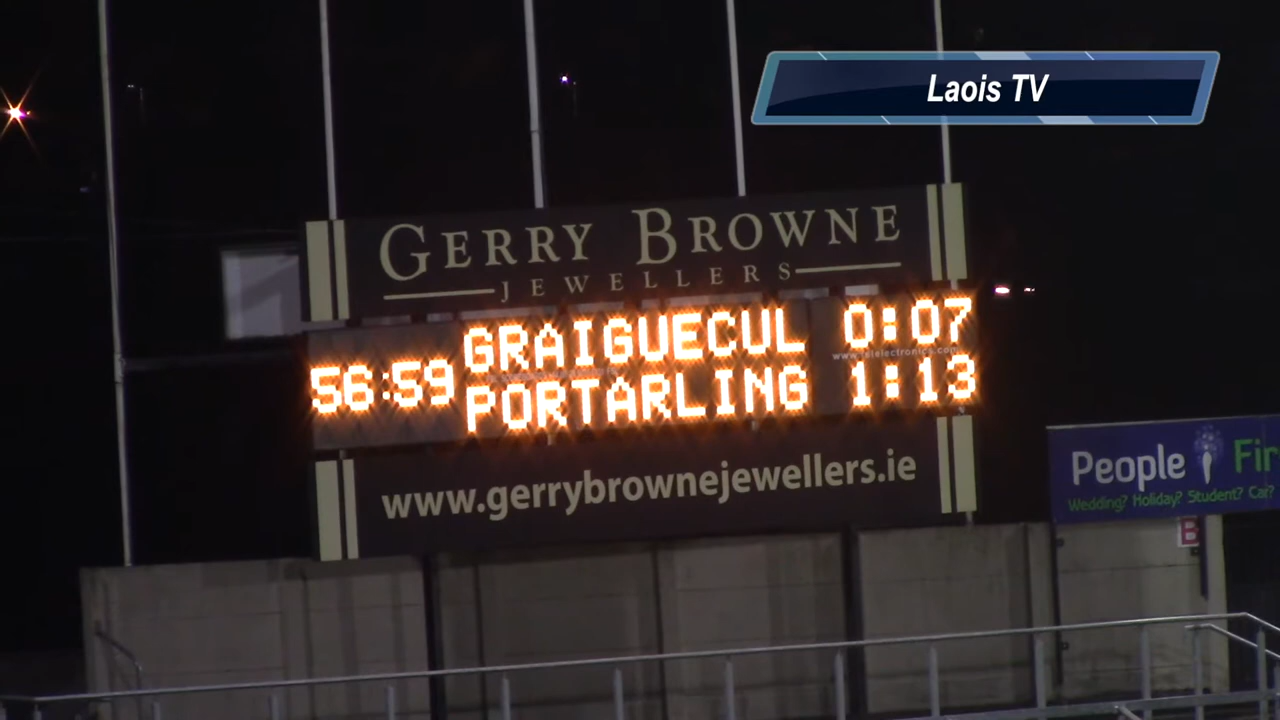 Laois TV
GERRY BROWNE
JEWELLERS
GRAIGUECUL 0:07
56:59
PORTARLING 1:13
www.gerrybrownejewellers.ie
People Fir
Wedding? Holiday? Student? Car?
B